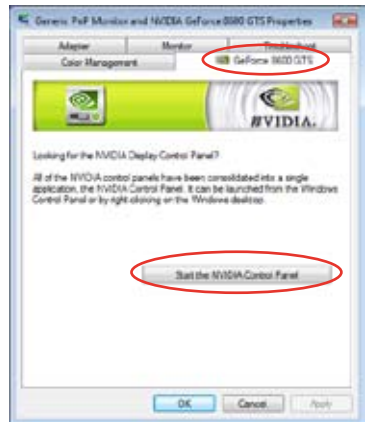 Generic PnP Monitor and NVIDIA GeForce 8600 GTS Properties
Adapter Monitor Troubleshoot
Color Management GeForce 8600 GTS
NVIDIA.
Looking for the NVIDIA Display Control Panel?
All of the NVIDIA control panels have been consolidated into a single
application, the NVIDIA Control Panel. It can be launched from the Windows
Control Panel or by right clicking on the Windows desktop.
Start the NVIDIA Control Panel
OK Cancel Apply